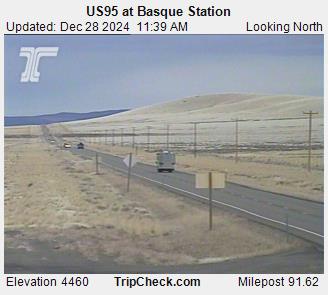 US95 at Basque Station
Updated: Dec 28 2024 11:39 AM Looking North
Elevation 4460 TripCheck.com Milepost 91.62